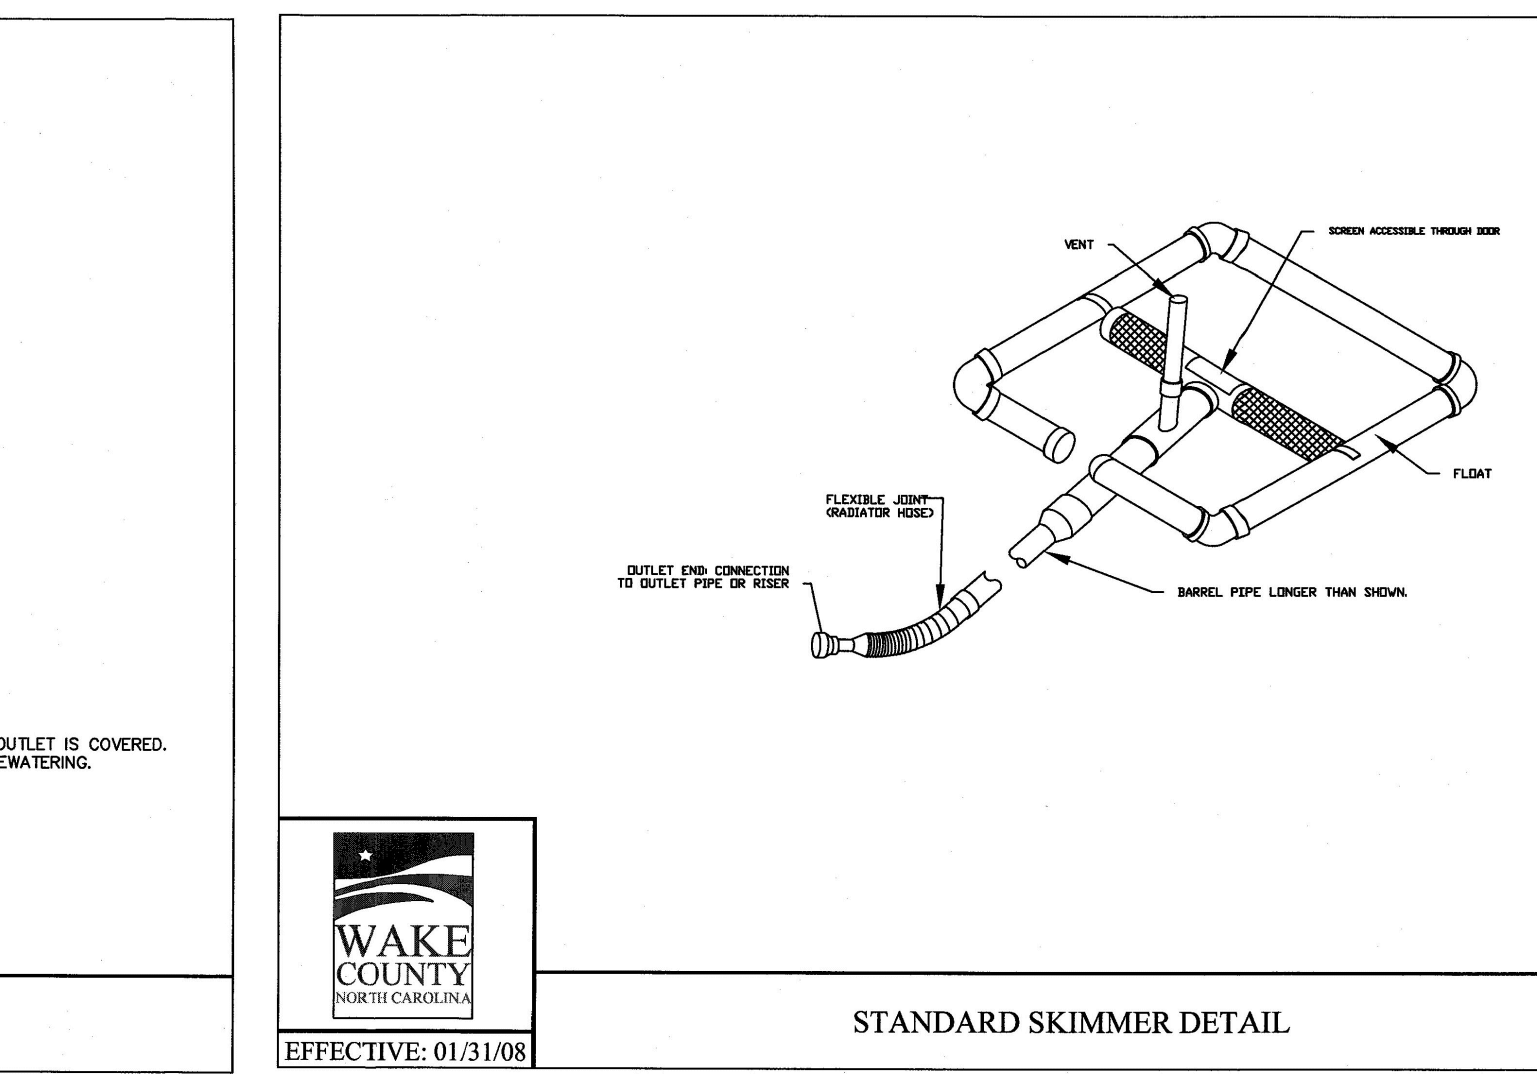 OUTLET IS COVERED.
EWATERING.
VENT
SCREEN ACCESSIBLE THROUGH DOOR
FLOAT
FLEXIBLE JOINT
(RADIATOR HOSE)
OUTLET END: CONNECTION
TO OUTLET PIPE OR RISER
BARREL PIPE LONGER THAN SHOWN.
WAKE
COUNTY
NORTH CAROLINA
EFFECTIVE: 01/31/08
STANDARD SKIMMER DETAIL